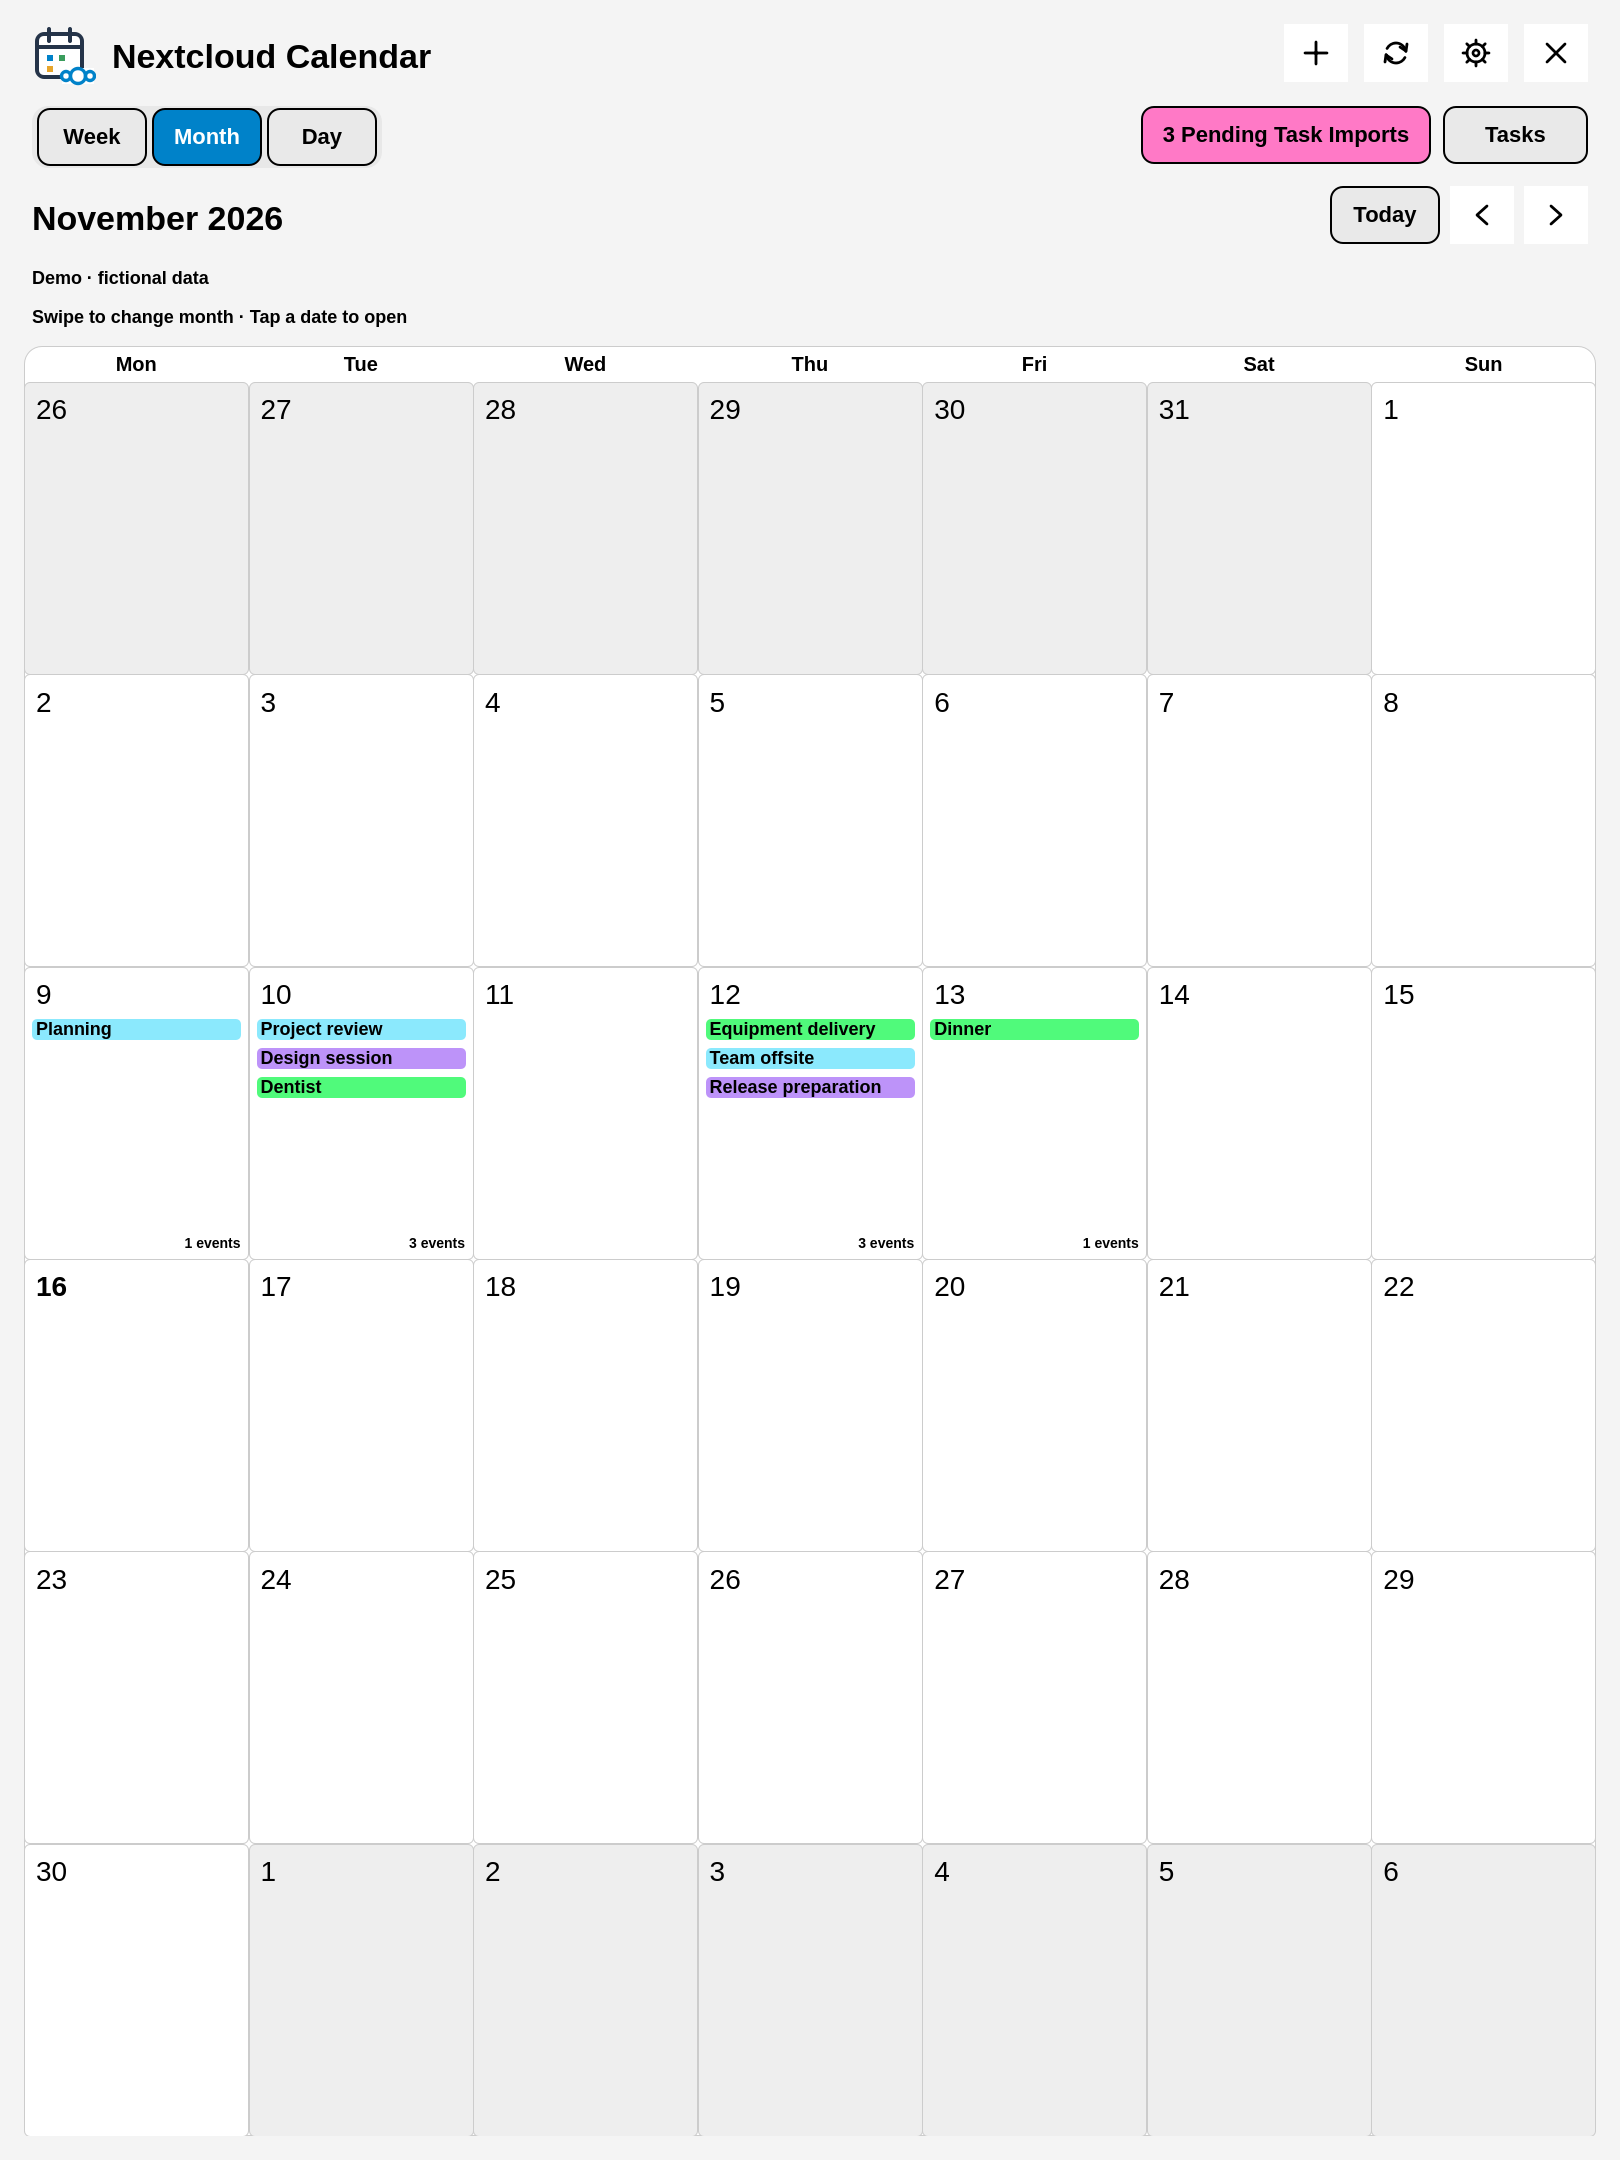 Nextcloud Calendar
Week Month Day 3 Pending Task Imports Tasks
November 2026 Today
Demo · fictional data
Swipe to change month · Tap a date to open
Mon Tue Wed Thu Fri Sat Sun
26 27 28 29 30 31 1
2 3 4 5 6 7 8
9 10 11 12 13 14 15
Planning Project review Equipment delivery Dinner
Design session Team offsite
Dentist Release preparation
1 events 3 events 3 events 1 events
16 17 18 19 20 21 22
23 24 25 26 27 28 29
30 1 2 3 4 5 6